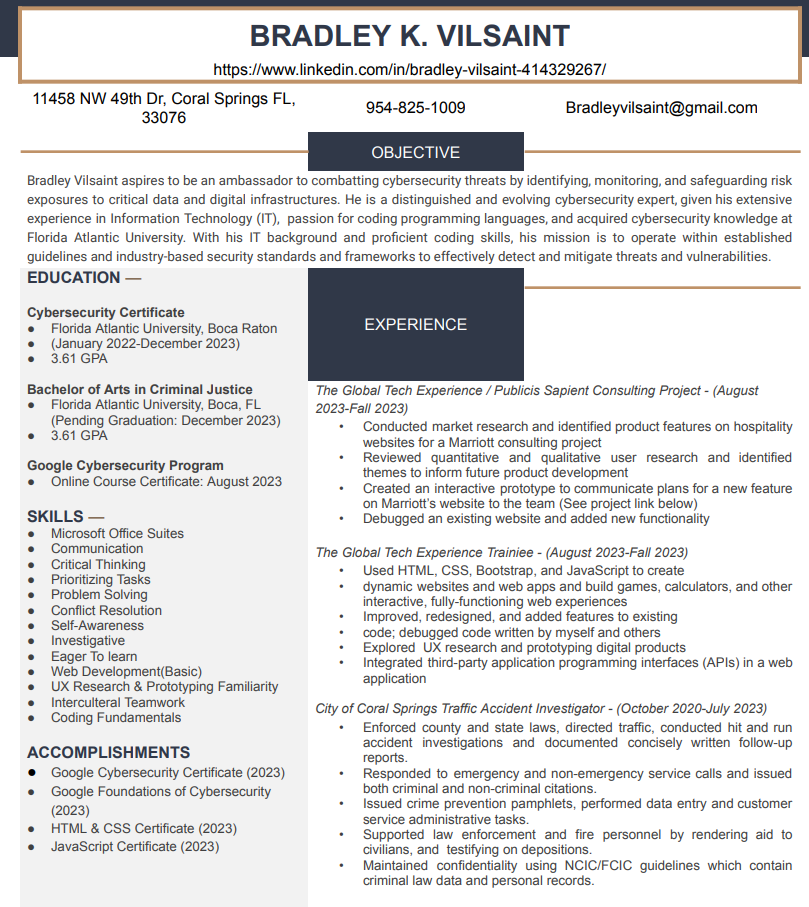 BRADLEY K. VILSAINT
https://www.linkedin.com/in/bradley-vilsaint-414329267/
11458 NW 49th Dr, Coral Springs FL,
33076
954-825-1009
Bradleyvilsaint@gmail.com
OBJECTIVE
Bradley Vilsaint aspires to be an ambassador to combatting cybersecurity threats by identifying, monitoring, and safeguarding risk
exposures to critical data and digital infrastructures. He is a distinguished and evolving cybersecurity expert, given his extensive
experience in Information Technology (IT), passion for coding programming languages, and acquired cybersecurity knowledge at
Florida Atlantic University. With his IT background and proficient coding skills, his mission is to operate within established
guidelines and industry-based security standards and frameworks to effectively detect and mitigate threats and vulnerabilities.
EDUCATION —
Cybersecurity Certificate
● Florida Atlantic University, Boca Raton
● (January 2022-December 2023)
● 3.61 GPA
Bachelor of Arts in Criminal Justice
● Florida Atlantic University, Boca, FL
(Pending Graduation: December 2023)
● 3.61 GPA
Google Cybersecurity Program
● Online Course Certificate: August 2023
SKILLS —
● Microsoft Office Suites
● Communication
● Critical Thinking
● Prioritizing Tasks
● Problem Solving
● Conflict Resolution
● Self-Awareness
● Investigative
● Eager To learn
● Web Development(Basic)
● UX Research & Prototyping Familiarity
● Interculteral Teamwork
● Coding Fundamentals
ACCOMPLISHMENTS
● Google Cybersecurity Certificate (2023)
● Google Foundations of Cybersecurity
(2023)
● HTML & CSS Certificate (2023)
● JavaScript Certificate (2023)
EXPERIENCE
The Global Tech Experience / Publicis Sapient Consulting Project - (August
2023-Fall 2023)
• Conducted market research and identified product features on hospitality
websites for a Marriott consulting project
• Reviewed quantitative and qualitative user research and identified
themes to inform future product development
• Created an interactive prototype to communicate plans for a new feature
on Marriott's website to the team (See project link below)
• Debugged an existing website and added new functionality
The Global Tech Experience Trainiee - (August 2023-Fall 2023)
• Used HTML, CSS, Bootstrap, and JavaScript to create
• dynamic websites and web apps and build games, calculators, and other
interactive, fully-functioning web experiences
• Improved, redesigned, and added features to existing
• code; debugged code written by myself and others
• Explored UX research and prototyping digital products
• Integrated third-party application programming interfaces (APIs) in a web
application
City of Coral Springs Traffic Accident Investigator - (October 2020-July 2023)
• Enforced county and state laws, directed traffic, conducted hit and run
accident investigations and documented concisely written follow-up
reports.
• Responded to emergency and non-emergency service calls and issued
both criminal and non-criminal citations.
• Issued crime prevention pamphlets, performed data entry and customer
service administrative tasks.
• Supported law enforcement and fire personnel by rendering aid to
civilians, and testifying on depositions.
• Maintained confidentiality using NCIC/FCIC guidelines which contain
criminal law data and personal records.